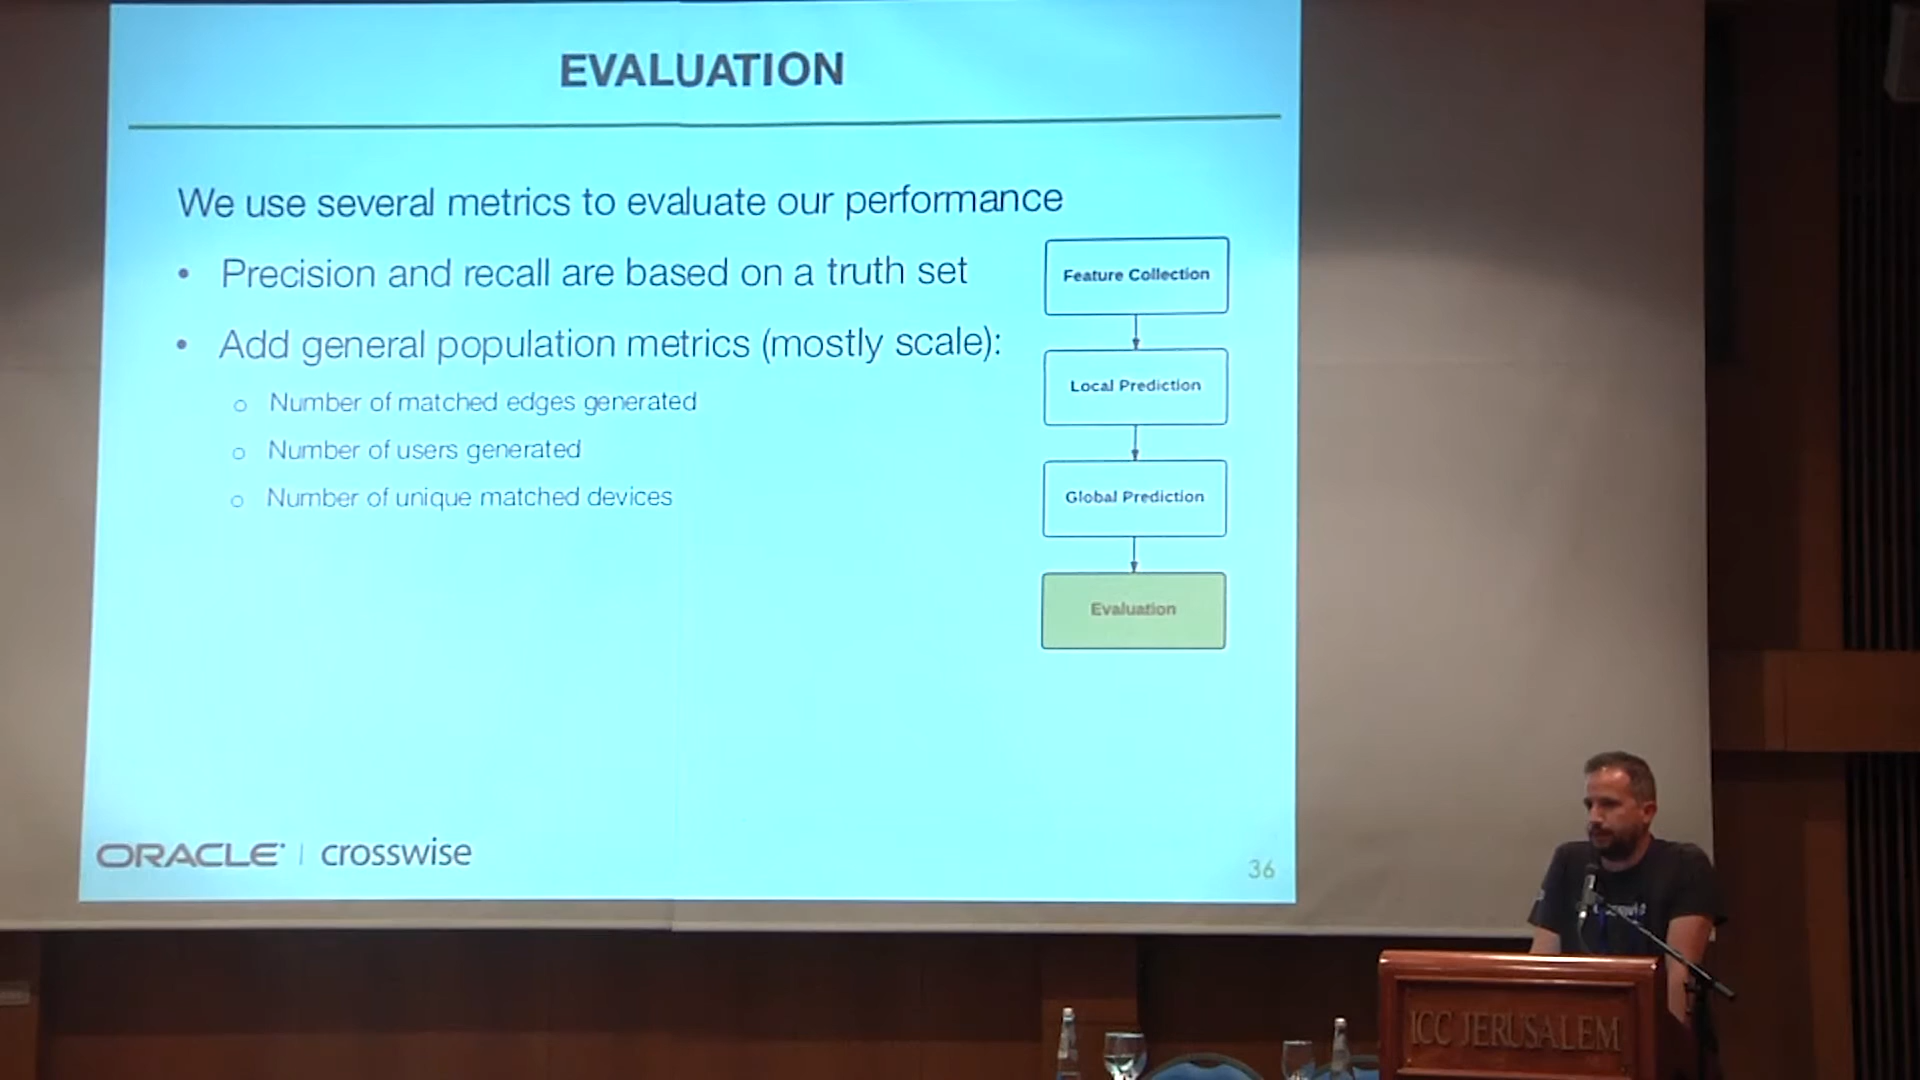 EVALUATION
We use several metrics to evaluate our performance
• Precision and recall are based on a truth set
• Add general population metrics (mostly scale):
o Number of matched edges generated
o Number of users generated
o Number of unique matched devices
Feature Collection
Local Prediction
Global Prediction
Evaluation
ORACLE | crosswise
36
ICC JERUSALEM